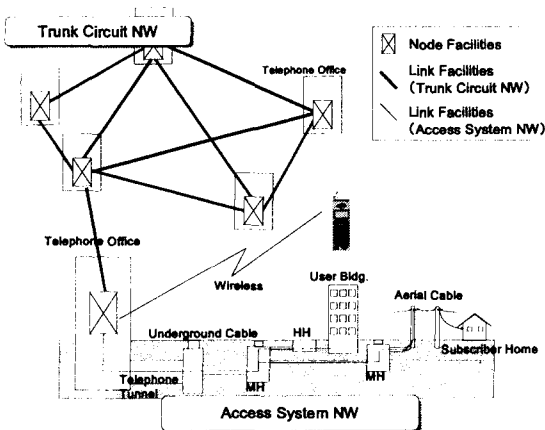 Trunk Circuit NW
Node Facilities
Link Facilities
(Trunk Circuit NW)
Link Facilities
(Access System NW)
Telephone Office
Telephone Office
Wireless
User Bldg.
Aerial Cable
Underground Cable
HH
Subscriber Home
Telephone
Tunnel
MH
MH
Access System NW